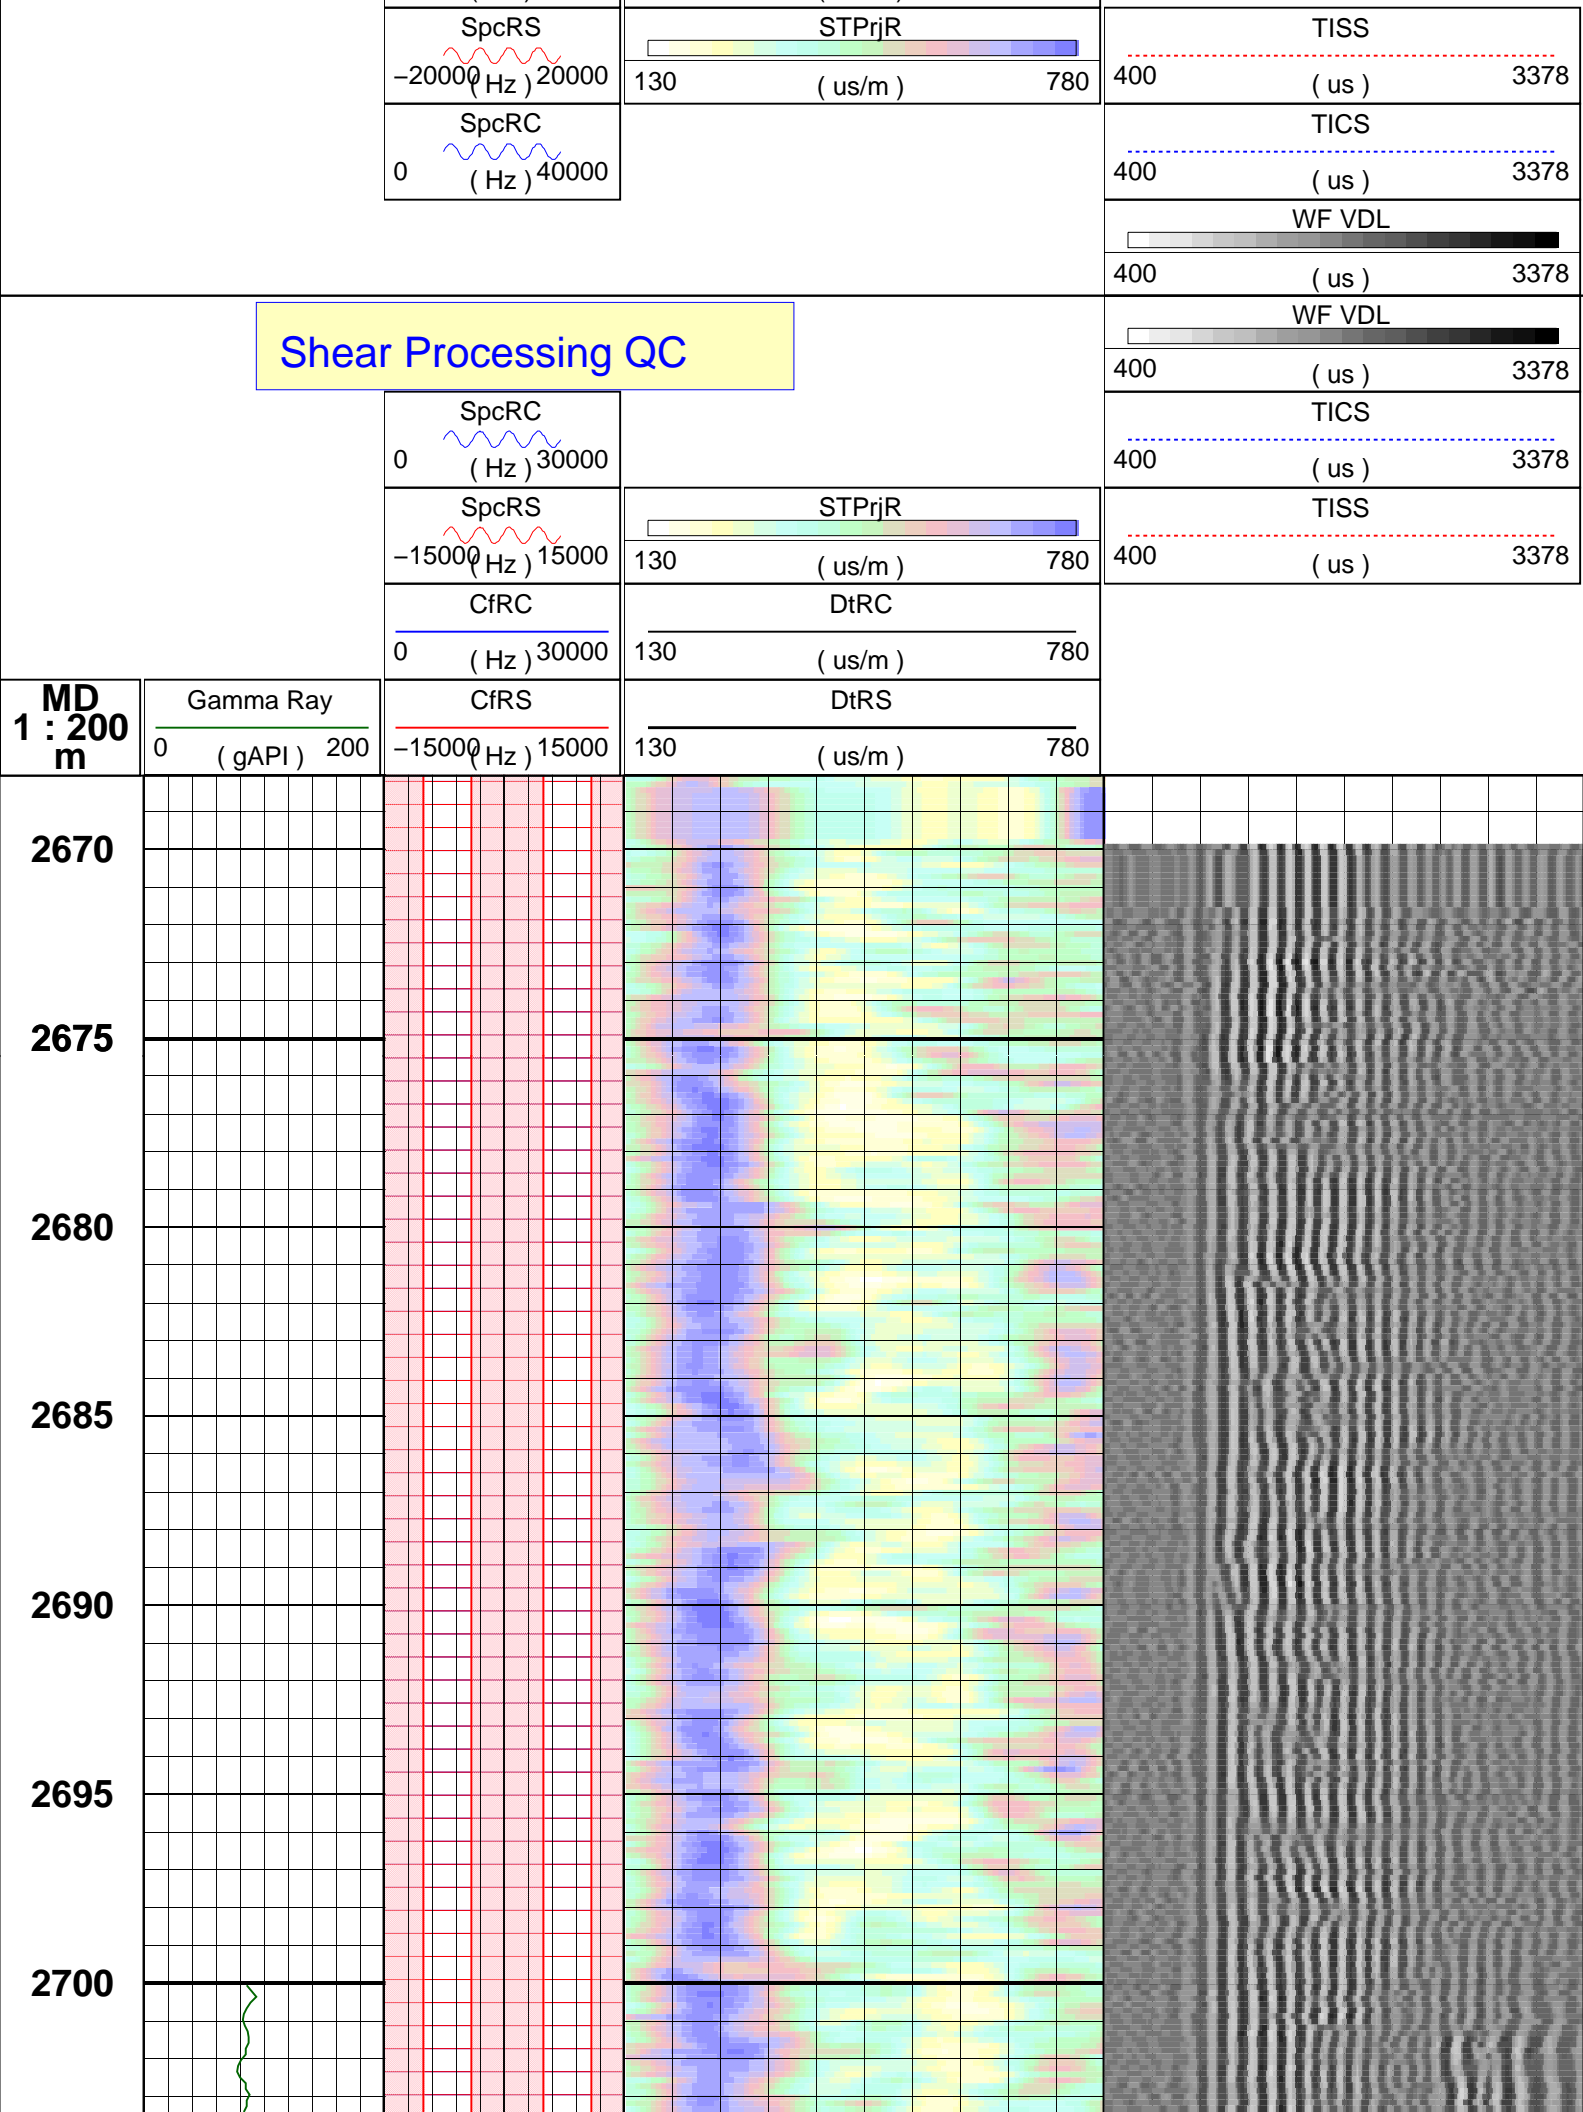 SpcRS
−20000 ( Hz ) 20000
STPrjR
130 ( us/m ) 780
TISS
400 ( us ) 3378
SpcRC
0 ( Hz ) 40000
TICS
400 ( us ) 3378
WF VDL
400 ( us ) 3378
Shear Processing QC
WF VDL
400 ( us ) 3378
SpcRC
0 ( Hz ) 30000
TICS
400 ( us ) 3378
SpcRS
−15000 ( Hz ) 15000
STPrjR
130 ( us/m ) 780
TISS
400 ( us ) 3378
CfRC
0 ( Hz ) 30000
DtRC
130 ( us/m ) 780
MD
1 : 200
m
Gamma Ray
0 ( gAPI ) 200
CfRS
−15000 ( Hz ) 15000
DtRS
130 ( us/m ) 780
2670
2675
2680
2685
2690
2695
2700